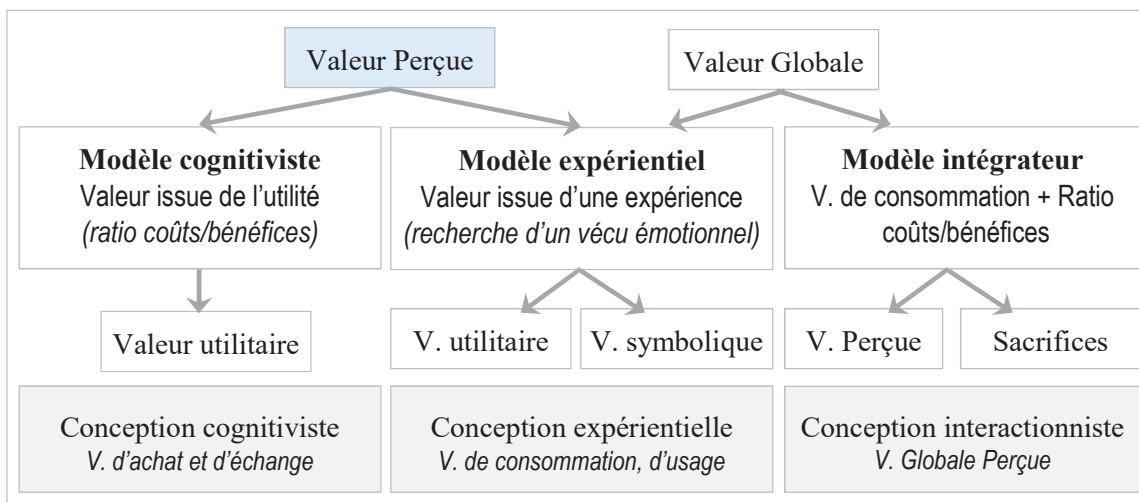 Valeur Perçue
Valeur Globale
Modèle cognitiviste
Valeur issue de l’utilité
(ratio coûts/bénéfices)
Modèle expérientiel
Valeur issue d’une expérience
(recherche d’un vécu émotionnel)
Modèle intégrateur
V. de consommation + Ratio
coûts/bénéfices
Valeur utilitaire
V. utilitaire
V. symbolique
V. Perçue
Sacrifices
Conception cognitiviste
V. d’achat et d’échange
Conception expérientielle
V. de consommation, d’usage
Conception interactionniste
V. Globale Perçue